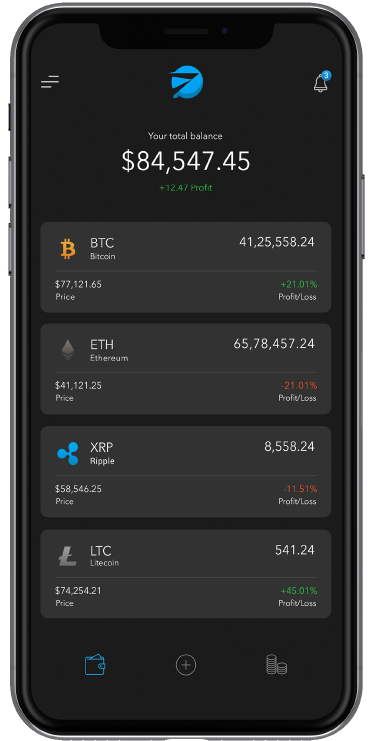 3
Your total balance
$84,547.45
+12.47 Profit
BTC 41,25,558.24
Bitcoin
$77,121.65 +21.01%
Price Profit/Loss
ETH 65,78,457.24
Ethereum
$41,121.25 -21.01%
Price Profit/Loss
XRP 8,558.24
Ripple
$58,546.25 -11.51%
Price Profit/Loss
LTC 541.24
Litecoin
$74,254.21 +45.01%
Price Profit/Loss